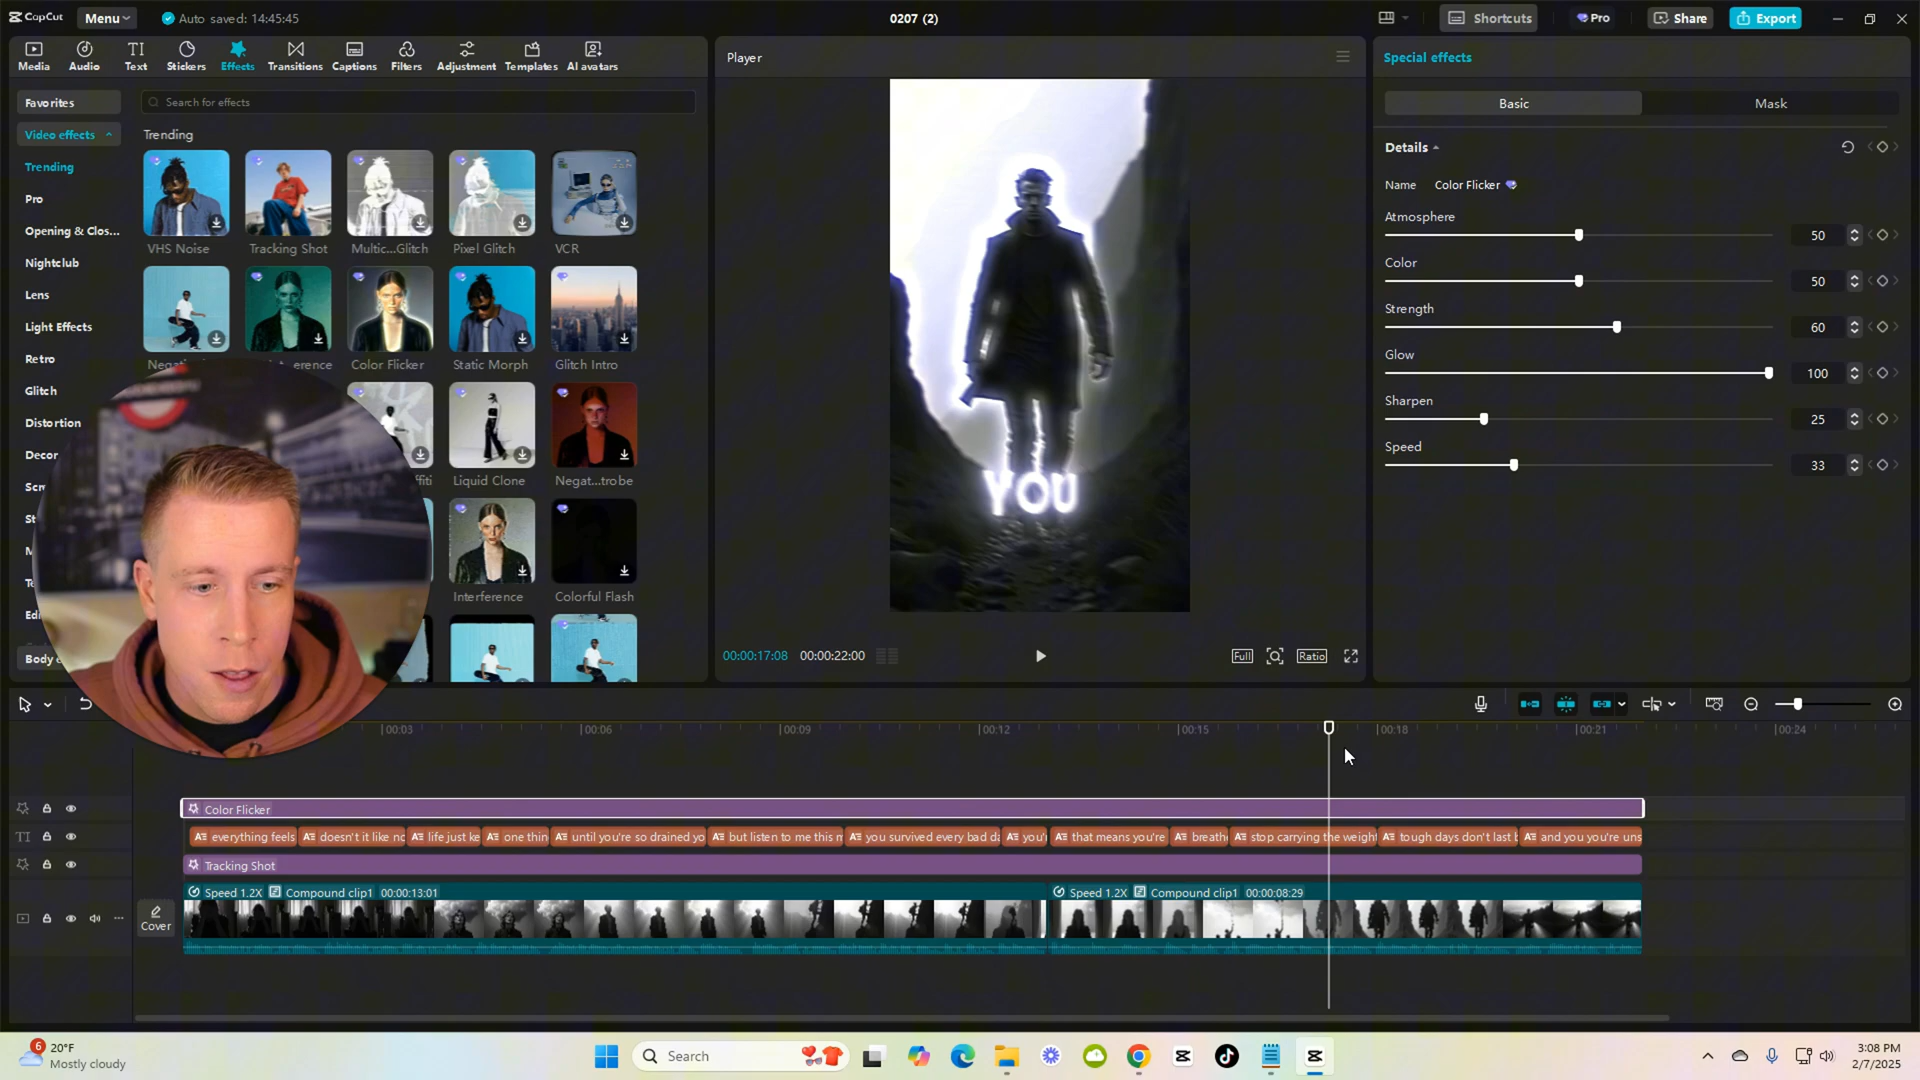 CapCut
Menu
Auto saved: 14:45:45
0207 (2)
Shortcuts
Pro
Share
Export
Media
Audio
Text
Stickers
Effects
Transitions
Captions
Filters
Adjustment
Templates
AI avatars
Favorites
Search for effects
Video effects
Trending
Pro
Opening & Clos...
Nightclub
Lens
Light Effects
Retro
Glitch
Distortion
Decor
Body
Trending
VHS Noise
Tracking Shot
Multic...Glitch
Pixel Glitch
VCR
erence
Color Flicker
Static Morph
Glitch Intro
Liquid Clone
Negat...trobe
Interference
Colorful Flash
Player
YOU
00:00:17:08
00:00:22:00
Full
Ratio
Special effects
Basic
Mask
Details
Name
Color Flicker
Atmosphere
50
Color
50
Strength
60
Glow
100
Sharpen
25
Speed
33
00:03
00:06
00:09
00:12
00:15
00:18
00:21
00:24
Color Flicker
everything feels
doesn't it like no
life just ke
one thin
until you're so drained yo
but listen to me this m
you survived every bad da
you'r
that means you're
breath
stop carrying the weight
tough days don't last b
and you you're uns
Tracking Shot
Cover
Speed 1.2X
Compound clip1
00:00:13:01
Speed 1.2X
Compound clip1
00:00:08:29
6
20°F
Mostly cloudy
Search
3:08 PM
2/7/2025